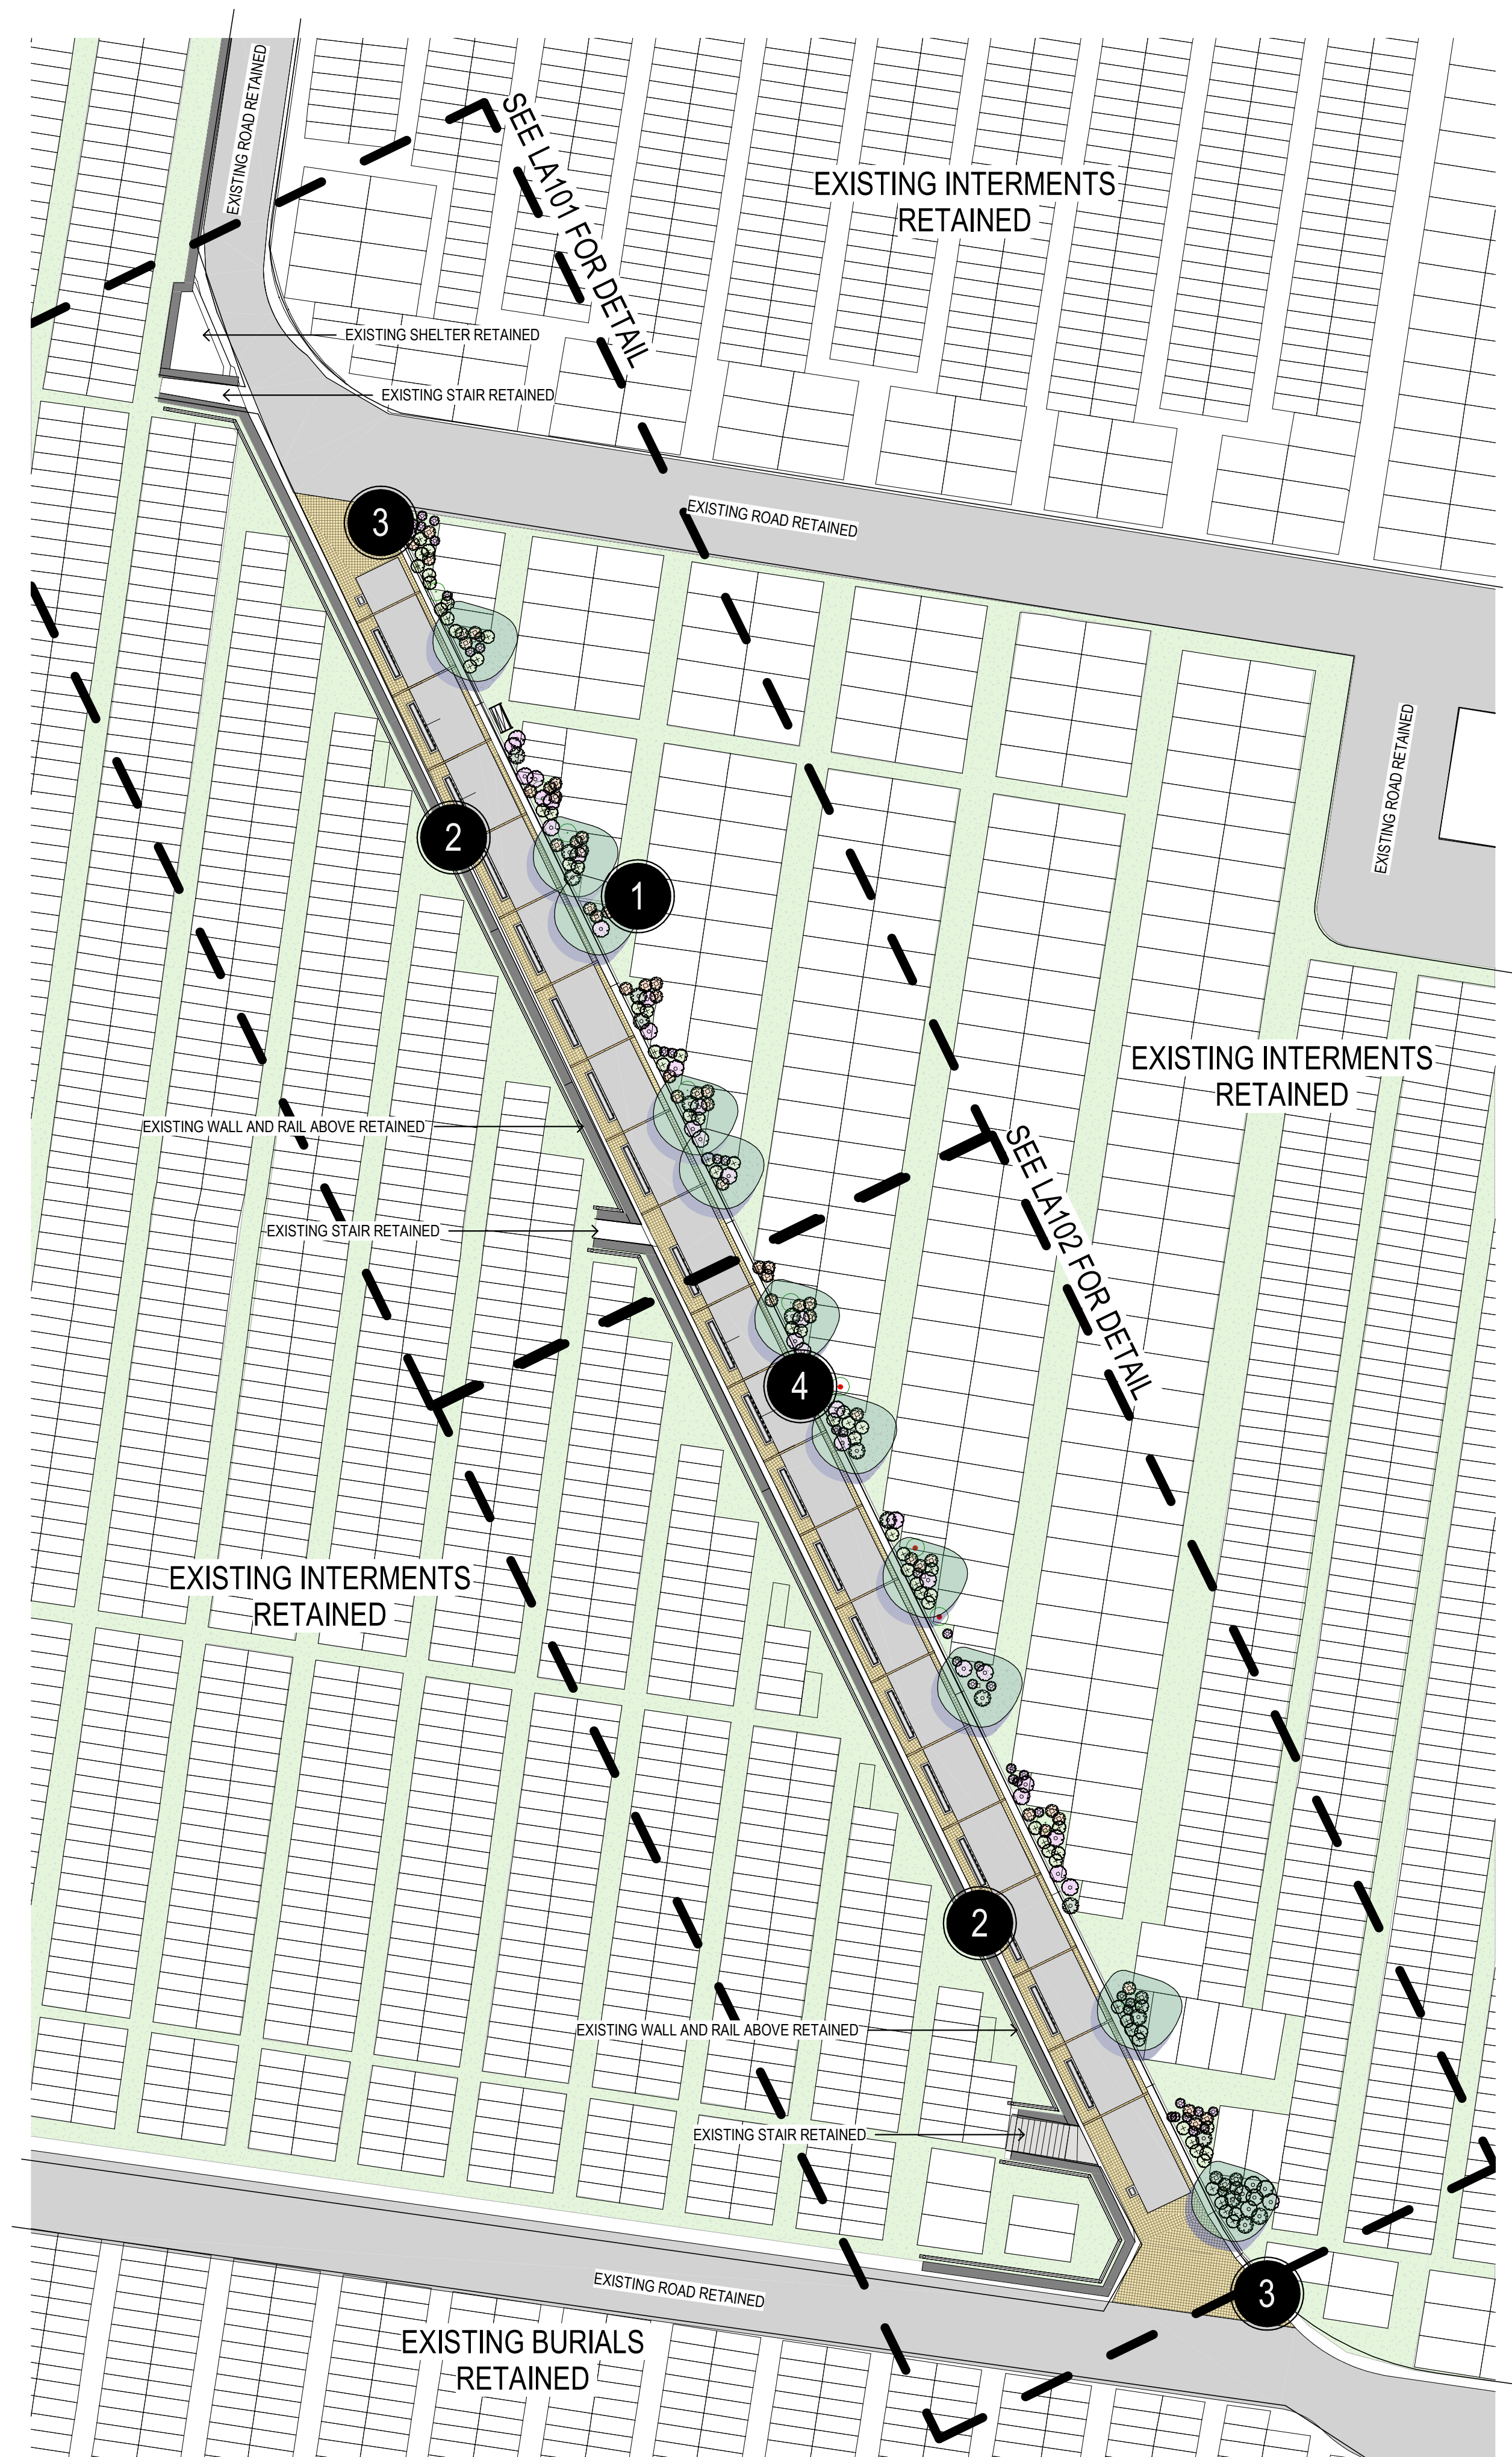 EXISTING ROAD RETAINED
SEE LA101 FOR DETAIL
EXISTING INTERMENTS
RETAINED
EXISTING SHELTER RETAINED
EXISTING STAIR RETAINED
3
EXISTING ROAD RETAINED
EXISTING ROAD RETAINED
2
1
EXISTING INTERMENTS
RETAINED
EXISTING WALL AND RAIL ABOVE RETAINED
SEE LA102 FOR DETAIL
EXISTING STAIR RETAINED
4
EXISTING INTERMENTS
RETAINED
2
EXISTING WALL AND RAIL ABOVE RETAINED
EXISTING STAIR RETAINED
3
EXISTING ROAD RETAINED
EXISTING BURIALS
RETAINED